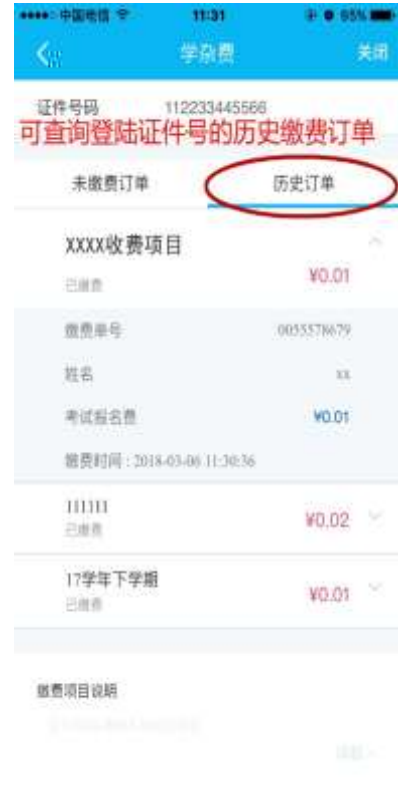 中国电信 11:31 65%
学杂费 关闭
证件号码 112233445566
可查询登陆证件号的历史缴费订单
未缴费订单 历史订单
XXXX收费项目
已缴费 ¥0.01
缴费单号 0055578679
姓名 xx
考试报名费 ¥0.01
缴费时间：2018-03-06 11:30:36
111111
已缴费 ¥0.02
17学年下学期
已缴费 ¥0.01
缴费项目说明